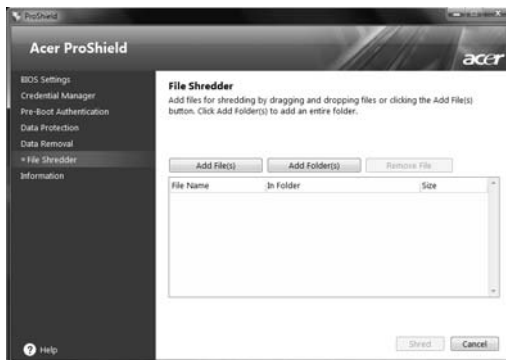 ProShield
Acer ProShield
acer
BIOS Settings
Credential Manager
Pre-Boot Authentication
Data Protection
Data Removal
File Shredder
Information
File Shredder
Add files for shredding by dragging and dropping files or clicking the Add File(s)
button. Click Add Folder(s) to add an entire folder.
Add File(s) Add Folder(s) Remove File
File Name In Folder Size
Help
Shred Cancel